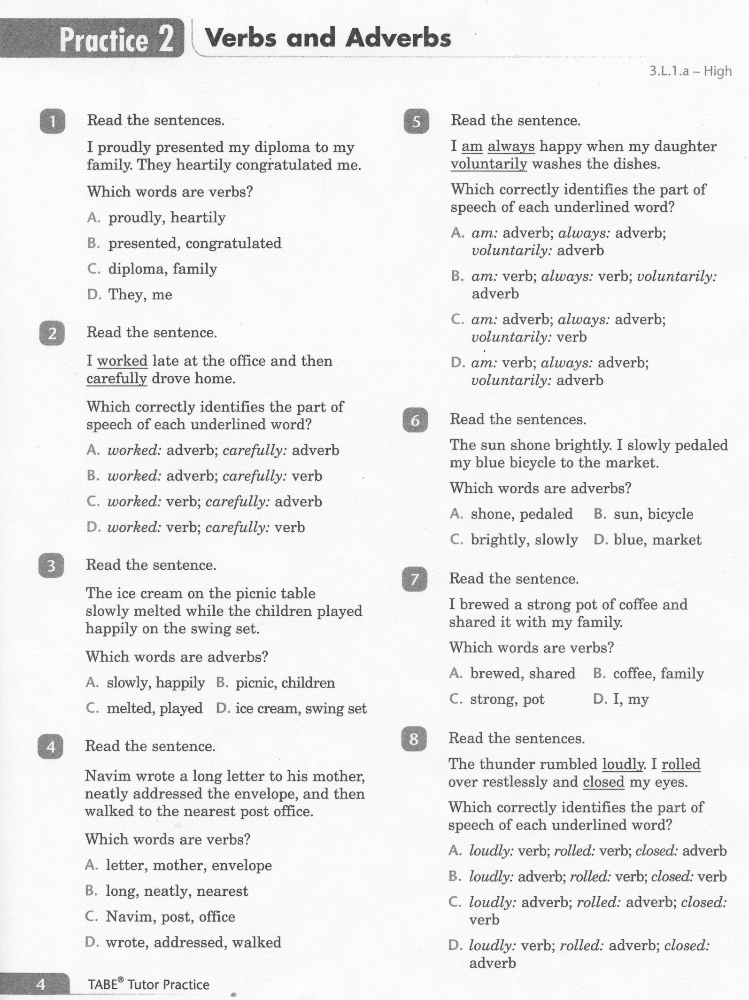 Practice 2
Verbs and Adverbs
3.L.1.a – High
1
Read the sentences.
I proudly presented my diploma to my
family. They heartily congratulated me.
Which words are verbs?
A. proudly, heartily
B. presented, congratulated
C. diploma, family
D. They, me
2
Read the sentence.
I worked late at the office and then
carefully drove home.
Which correctly identifies the part of
speech of each underlined word?
A. worked: adverb; carefully: adverb
B. worked: adverb; carefully: verb
C. worked: verb; carefully: adverb
D. worked: verb; carefully: verb
3
Read the sentence.
The ice cream on the picnic table
slowly melted while the children played
happily on the swing set.
Which words are adverbs?
A. slowly, happily B. picnic, children
C. melted, played D. ice cream, swing set
4
Read the sentence.
Navim wrote a long letter to his mother,
neatly addressed the envelope, and then
walked to the nearest post office.
Which words are verbs?
A. letter, mother, envelope
B. long, neatly, nearest
C. Navim, post, office
D. wrote, addressed, walked
5
Read the sentence.
I am always happy when my daughter
voluntarily washes the dishes.
Which correctly identifies the part of
speech of each underlined word?
A. am: adverb; always: adverb;
voluntarily: adverb
B. am: verb; always: verb; voluntarily:
adverb
C. am: adverb; always: adverb;
voluntarily: verb
D. am: verb; always: adverb;
voluntarily: adverb
6
Read the sentences.
The sun shone brightly. I slowly pedaled
my blue bicycle to the market.
Which words are adverbs?
A. shone, pedaled B. sun, bicycle
C. brightly, slowly D. blue, market
7
Read the sentence.
I brewed a strong pot of coffee and
shared it with my family.
Which words are verbs?
A. brewed, shared B. coffee, family
C. strong, pot D. I, my
8
Read the sentences.
The thunder rumbled loudly. I rolled
over restlessly and closed my eyes.
Which correctly identifies the part of
speech of each underlined word?
A. loudly: verb; rolled: verb; closed: adverb
B. loudly: adverb; rolled: verb; closed: verb
C. loudly: adverb; rolled: adverb; closed:
verb
D. loudly: verb; rolled: adverb; closed:
adverb
4
TABE® Tutor Practice